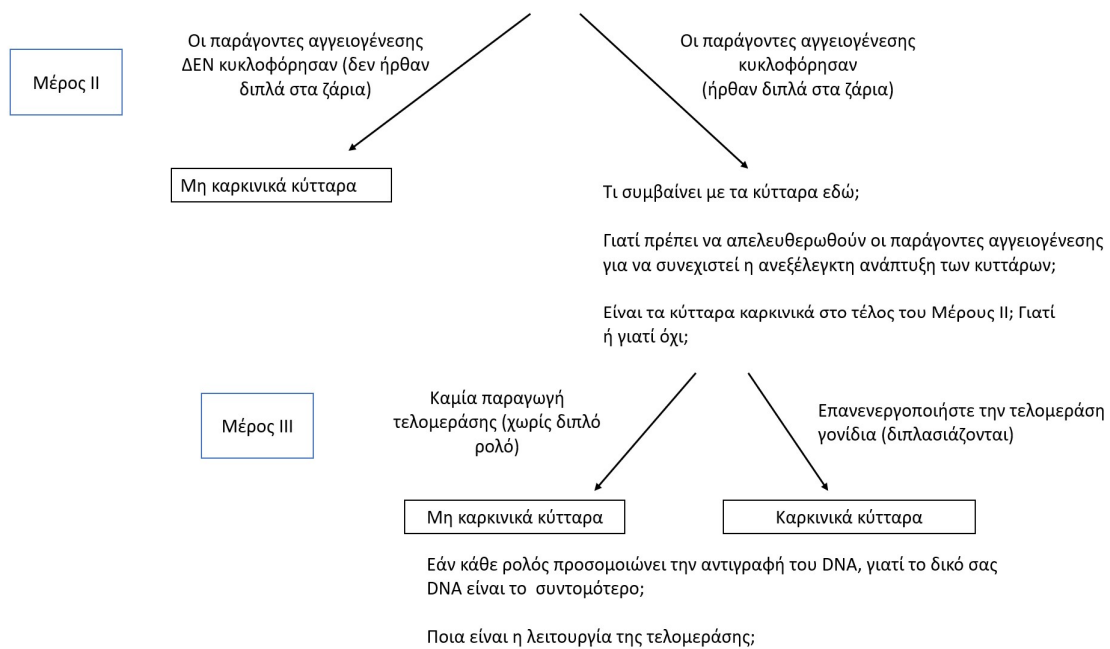 Οι παράγοντες αγγειογένεσης
ΔΕΝ κυκλοφόρησαν (δεν ήρθαν
διπλά στα ζάρια)
Οι παράγοντες αγγειογένεσης
κυκλοφόρησαν
(ήρθαν διπλά στα ζάρια)
Μέρος II
Μη καρκινικά κύτταρα
Τι συμβαίνει με τα κύτταρα εδώ;
Γιατί πρέπει να απελευθερωθούν οι παράγοντες αγγειογένεσης
για να συνεχιστεί η ανεξέλεγκτη ανάπτυξη των κυττάρων;
Είναι τα κύτταρα καρκινικά στο τέλος του Μέρους II; Γιατί
ή γιατί όχι;
Μέρος III
Καμία παραγωγή
τελομεράσης (χωρίς διπλό
ρολό)
Επανενεργοποιήστε την τελομεράση
γονίδια (διπλασιάζονται)
Μη καρκινικά κύτταρα
Καρκινικά κύτταρα
Εάν κάθε ρολός προσομοιώνει την αντιγραφή του DNA, γιατί το δικό σας
DNA είναι το συντομότερο;
Ποια είναι η λειτουργία της τελομεράσης;